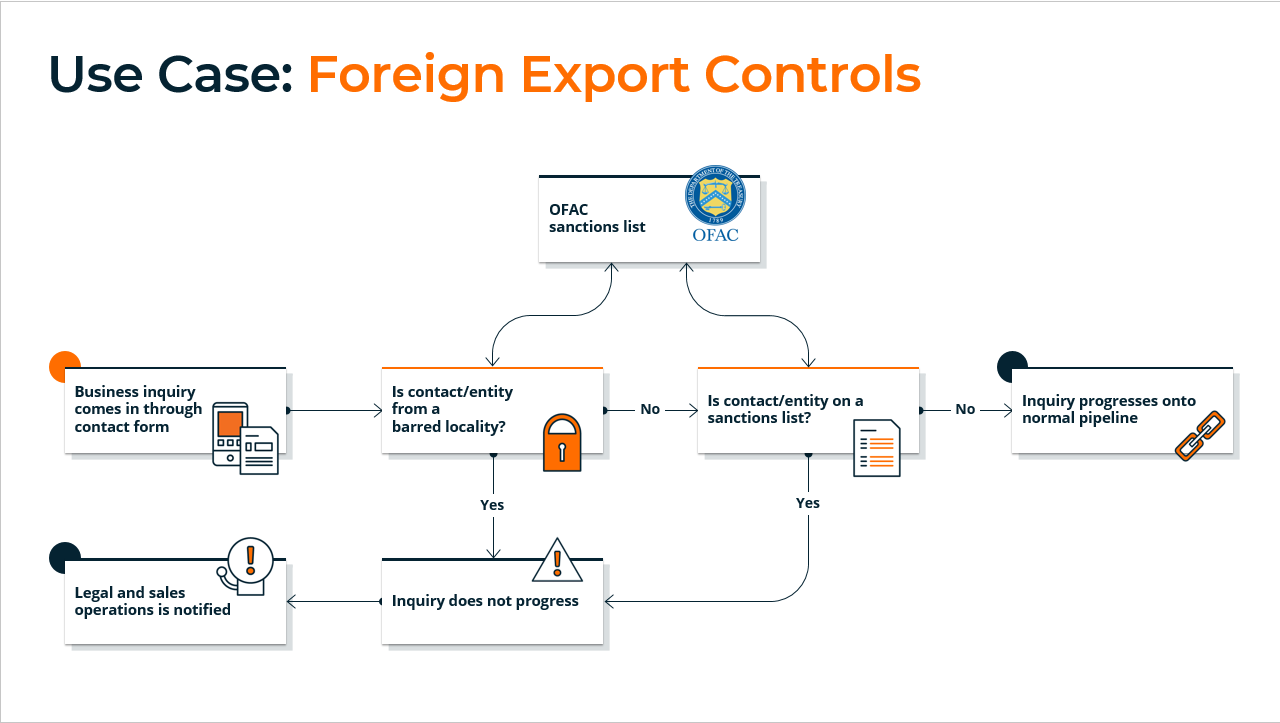 Use Case: Foreign Export Controls
OFAC
sanctions list
THE DEPARTMENT OF THE TREASURY
1789
OFAC
Business inquiry
comes in through
contact form
Is contact/entity
from a
barred locality?
No
Is contact/entity on a
sanctions list?
No
Inquiry progresses onto
normal pipeline
Yes
Yes
Legal and sales
operations is notified
Inquiry does not progress